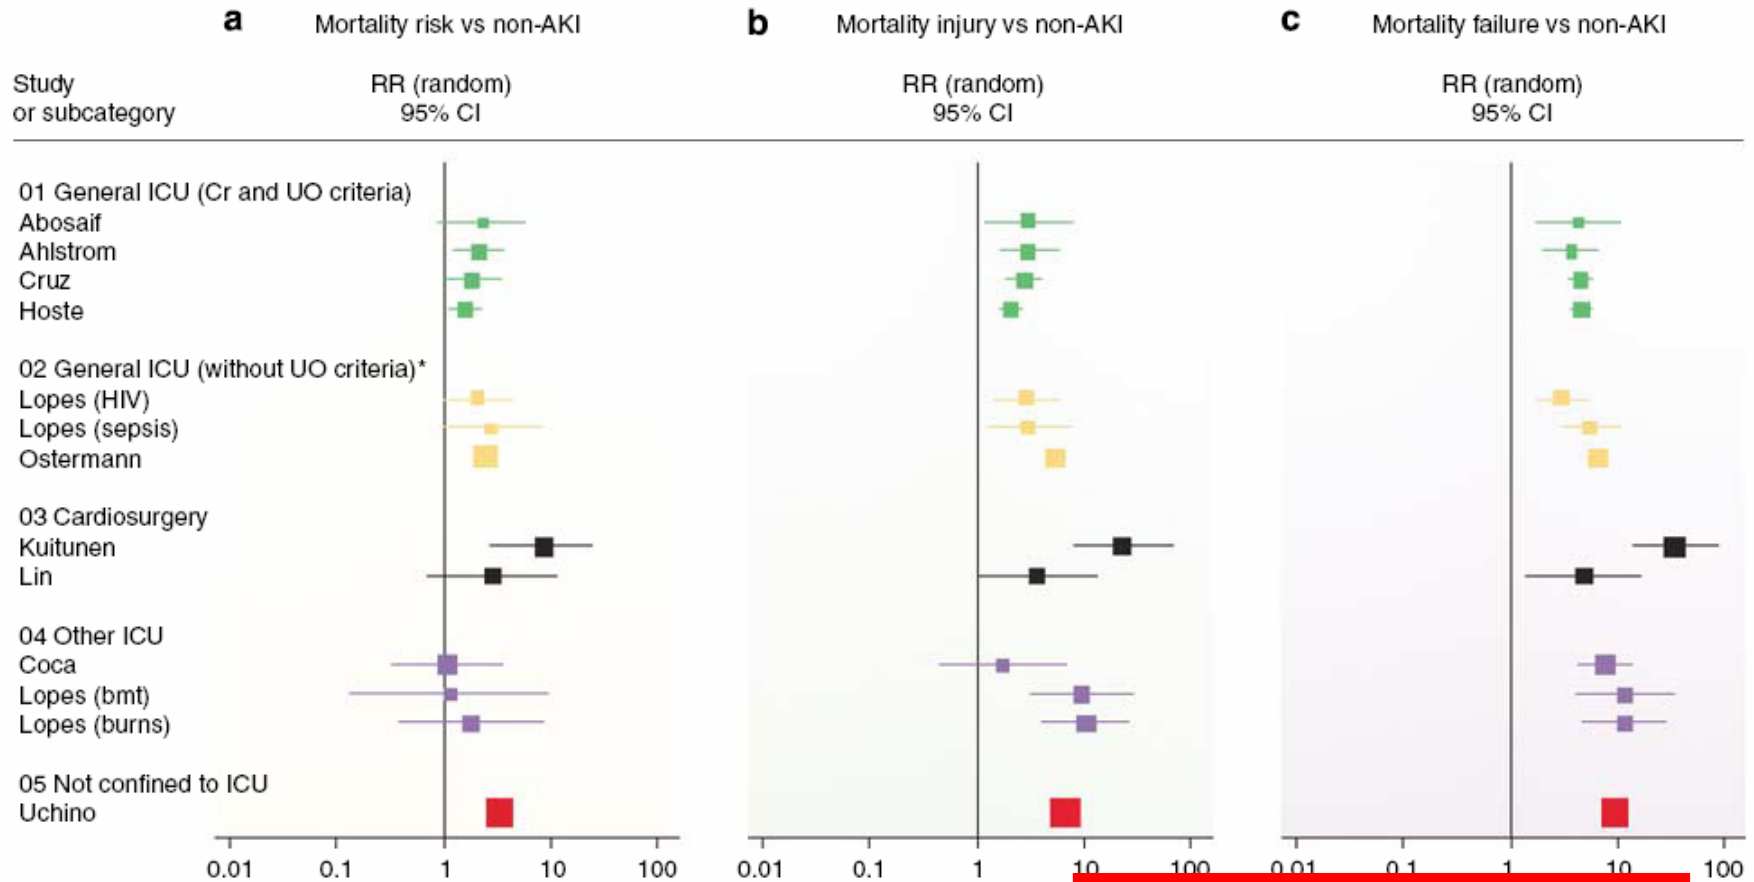 a Mortality risk vs non-AKI b Mortality injury vs non-AKI c Mortality failure vs non-AKI
Study RR (random) RR (random) RR (random)
or subcategory 95% CI 95% CI 95% CI
01 General ICU (Cr and UO criteria)
Abosaif
Ahlstrom
Cruz
Hoste
02 General ICU (without UO criteria)*
Lopes (HIV)
Lopes (sepsis)
Ostermann
03 Cardiosurgery
Kuitunen
Lin
04 Other ICU
Coca
Lopes (bmt)
Lopes (burns)
05 Not confined to ICU
Uchino
0.01 0.1 1 10 100 0.01 0.1 1 10 100 0.01 0.1 1 10 100